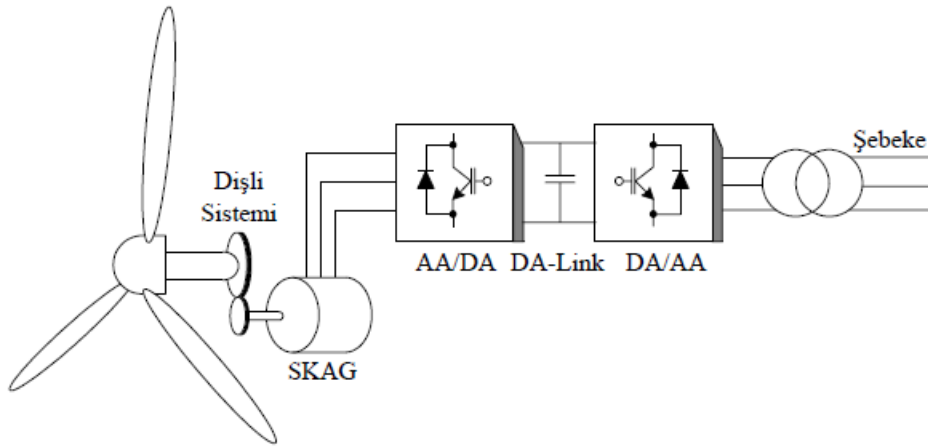 Dişli
Sistemi
SKAG
AA/DA
DA-Link
DA/AA
Şebeke